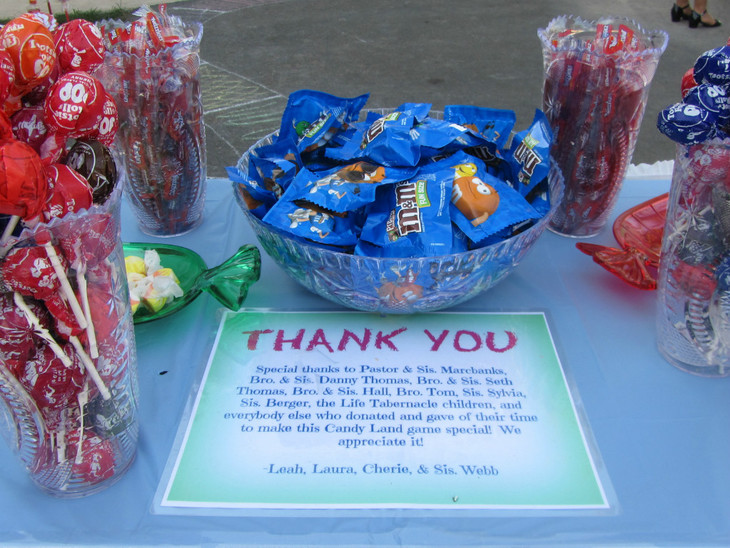 Tootsie
POP
m&m's
m&m's
THANK YOU
Special thanks to Pastor & Sis. Marcbanks,
Bro. & Sis. Danny Thomas, Bro. & Sis. Seth
Thomas, Bro. & Sis. Hall, Bro. Tom, Sis. Sylvia,
Sis. Berger, the Life Tabernacle children, and
everybody else who donated and gave of their time
to make this Candy Land game special! We
appreciate it!
-Leah, Laura, Cherie, & Sis. Webb